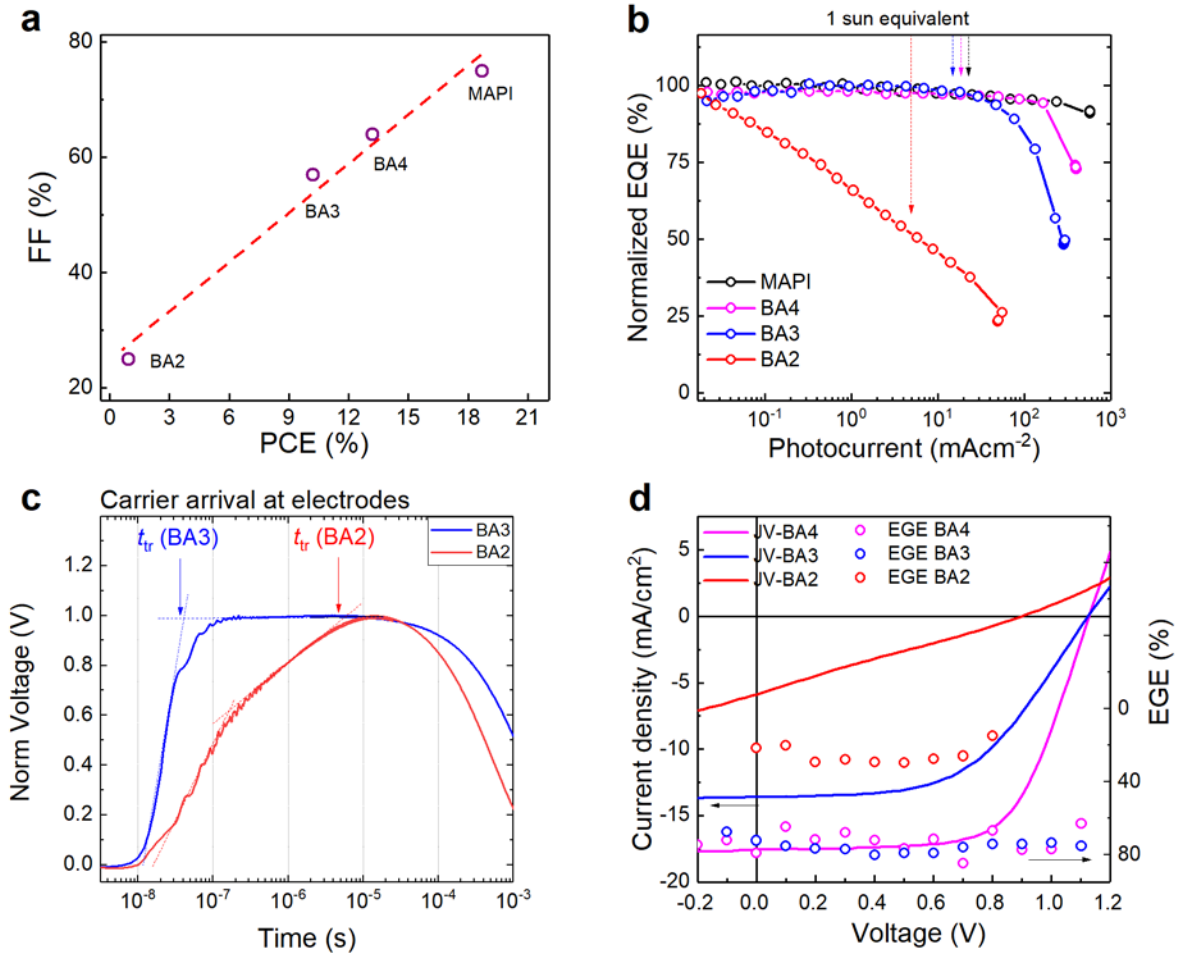 a
80
60
40
20
FF (%)
MAPI
BA4
BA3
BA2
0 3 6 9 12 15 18 21
PCE (%)
b
1 sun equivalent
100
75
50
25
0
Normalized EQE (%)
MAPI
BA4
BA3
BA2
10⁻¹ 10⁰ 10¹ 10² 10³
Photocurrent (mAcm⁻²)
c
Carrier arrival at electrodes
t_tr (BA3) t_tr (BA2)
BA3
BA2
1.0
0.8
0.6
0.4
0.2
0.0
Norm Voltage (V)
10⁻⁸ 10⁻⁷ 10⁻⁶ 10⁻⁵ 10⁻⁴ 10⁻³
Time (s)
d
JV-BA4 EGE BA4
JV-BA3 EGE BA3
JV-BA2 EGE BA2
5
0
-5
-10
-15
-20
Current density (mA/cm²)
0
40
80
EGE (%)
-0.2 0.0 0.2 0.4 0.6 0.8 1.0 1.2
Voltage (V)